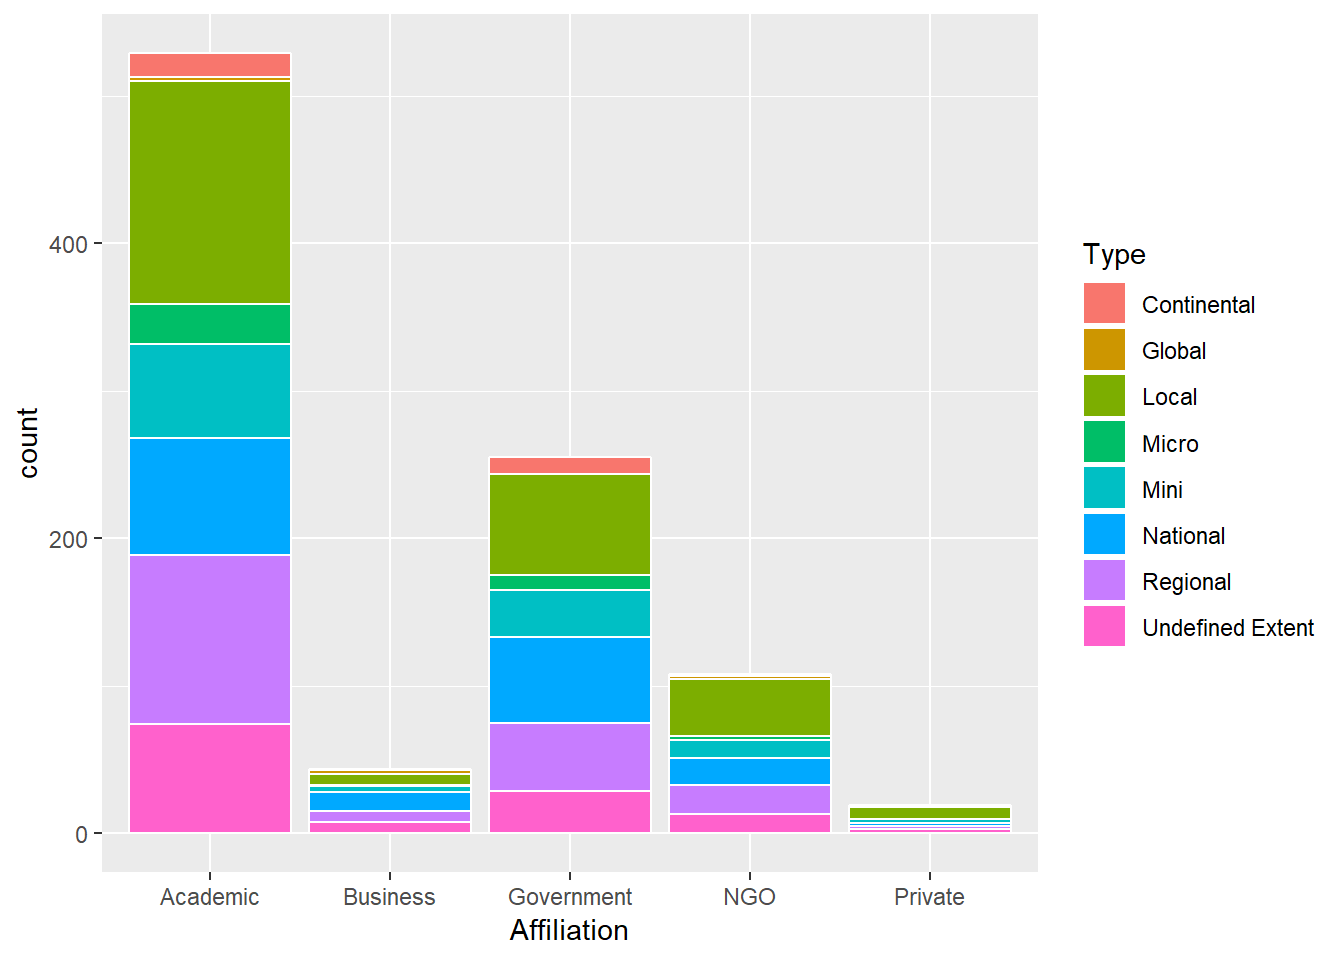 400
200
0
count
Academic
Business
Government
NGO
Private
Affiliation
Type
Continental
Global
Local
Micro
Mini
National
Regional
Undefined Extent